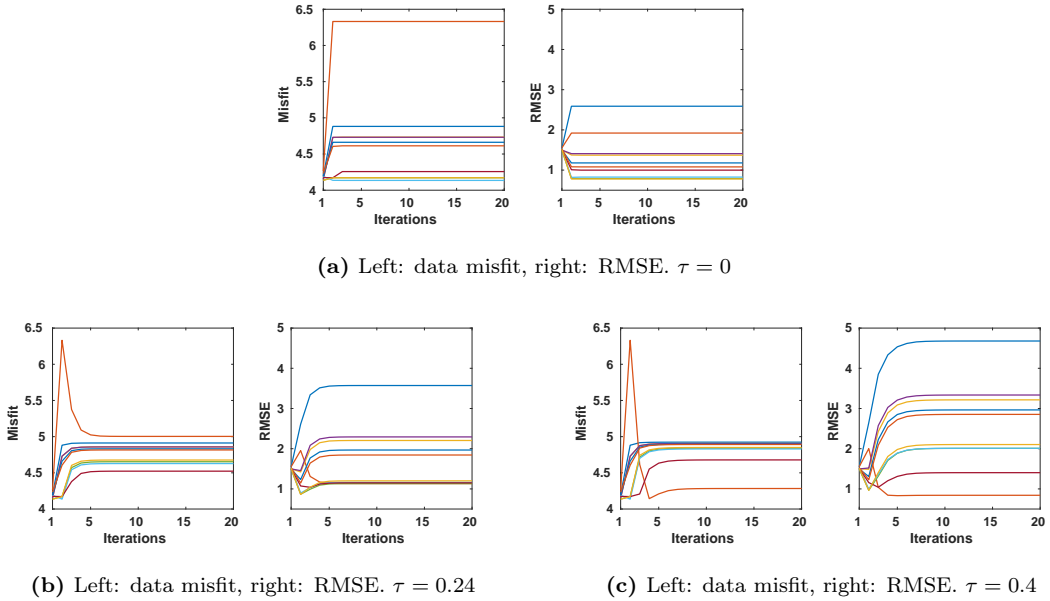 6.5
6
5.5
5
4.5
4
Misfit
1 5 10 15 20
Iterations
5
4
3
2
1
RMSE
1 5 10 15 20
Iterations
(a) Left: data misfit, right: RMSE. τ = 0
6.5
6
5.5
5
4.5
4
Misfit
1 5 10 15 20
Iterations
5
4
3
2
1
RMSE
1 5 10 15 20
Iterations
(b) Left: data misfit, right: RMSE. τ = 0.24
6.5
6
5.5
5
4.5
4
Misfit
1 5 10 15 20
Iterations
5
4
3
2
1
RMSE
1 5 10 15 20
Iterations
(c) Left: data misfit, right: RMSE. τ = 0.4